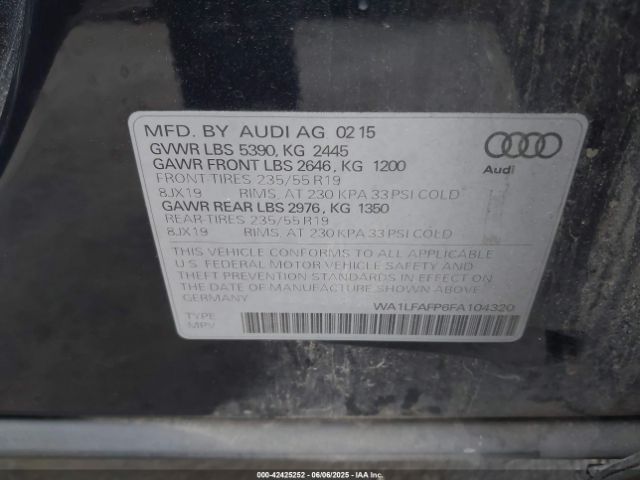 MFD. BY AUDI AG 02 15
GVWR LBS 5390, KG 2445
GAWR FRONT LBS 2646, KG 1200
FRONT-TIRES 235/55 R19
8JX19 RIMS, AT 230 KPA 33 PSI COLD
GAWR REAR LBS 2976, KG 1350
REAR-TIRES 235/55 R19
8JX19 RIMS, AT 230 KPA 33 PSI COLD
Audi
THIS VEHICLE CONFORMS TO ALL APPLICABLE
U.S. FEDERAL MOTOR VEHICLE SAFETY AND
THEFT PREVENTION STANDARDS IN EFFECT ON
THE DATE OF MANUFACTURE SHOWN ABOVE.
GERMANY
WA1LFAFP6FA104320
TYPE
MPV
000-42425252 - 06/06/2025 - © IAA Holdings, LLC